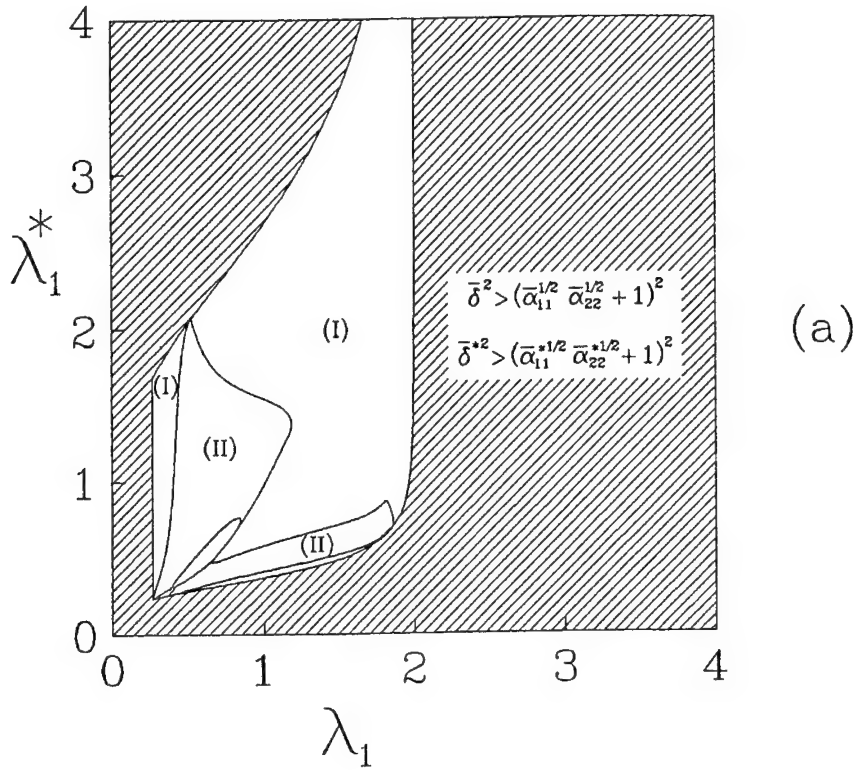 4
3
λ₁*
2
1
0
0 1 2 3 4
λ₁
(I)
(I)
(II)
(II)
δ̄² > (ᾱ₁₁^{1/2} ᾱ₂₂^{1/2} + 1)²
δ̄*² > (ᾱ₁₁^{*1/2} ᾱ₂₂^{*1/2} + 1)²
(a)